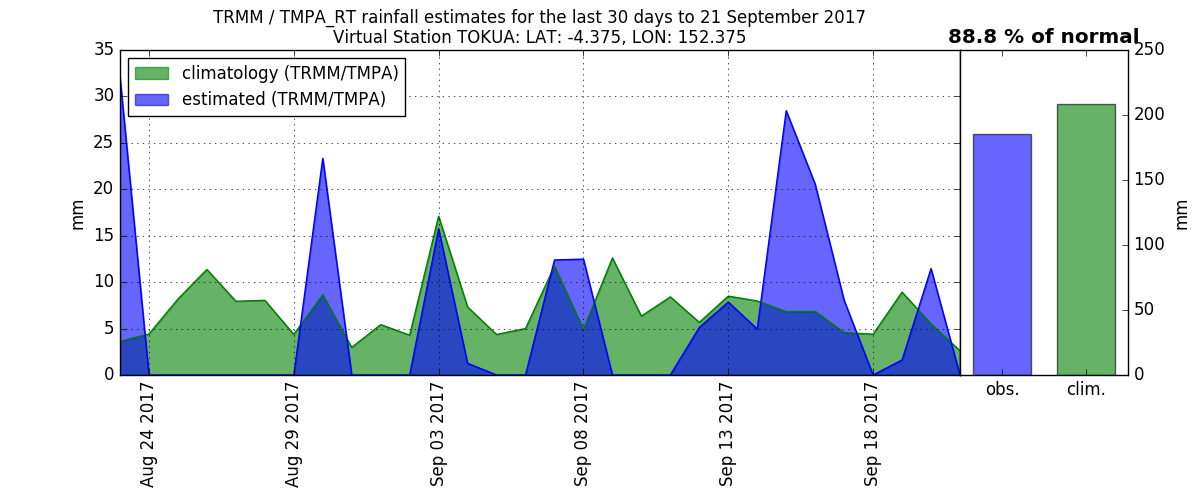 TRMM / TMPA_RT rainfall estimates for the last 30 days to 21 September 2017
Virtual Station TOKUA: LAT: -4.375, LON: 152.375
88.8 % of normal
climatology (TRMM/TMPA)
estimated (TRMM/TMPA)
mm
35
30
25
20
15
10
5
0
Aug 24 2017
Aug 29 2017
Sep 03 2017
Sep 08 2017
Sep 13 2017
Sep 18 2017
obs.
clim.
250
200
150
100
50
0
mm